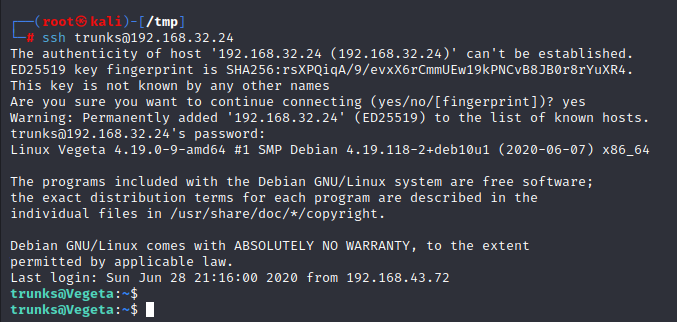 ┌──(root㉿kali)-[/tmp]
└─# ssh trunks@192.168.32.24
The authenticity of host '192.168.32.24 (192.168.32.24)' can't be established.
ED25519 key fingerprint is SHA256:rsXPQiqA/9/evxX6rCmmUEw19kPNCvB8JB0r8rYuXR4.
This key is not known by any other names
Are you sure you want to continue connecting (yes/no/[fingerprint])? yes
Warning: Permanently added '192.168.32.24' (ED25519) to the list of known hosts.
trunks@192.168.32.24's password:
Linux Vegeta 4.19.0-9-amd64 #1 SMP Debian 4.19.118-2+deb10u1 (2020-06-07) x86_64
The programs included with the Debian GNU/Linux system are free software;
the exact distribution terms for each program are described in the
individual files in /usr/share/doc/*/copyright.
Debian GNU/Linux comes with ABSOLUTELY NO WARRANTY, to the extent
permitted by applicable law.
Last login: Sun Jun 28 21:16:00 2020 from 192.168.43.72
trunks@Vegeta:~$
trunks@Vegeta:~$